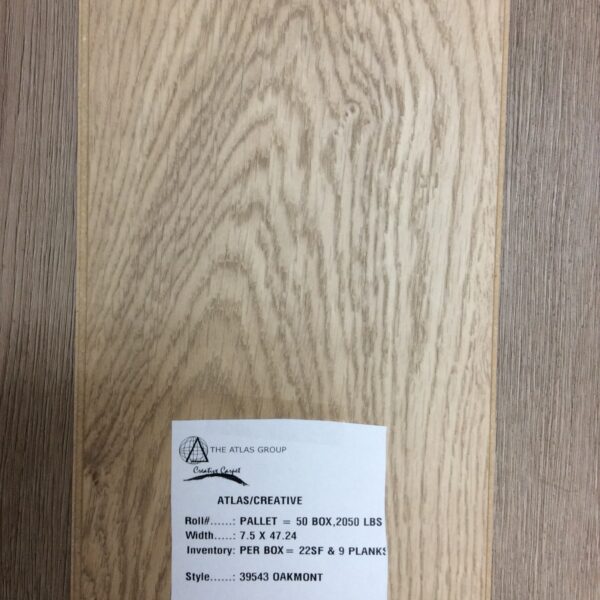 THE ATLAS GROUP
Creative Carpet
ATLAS/CREATIVE
Roll#......: PALLET = 50 BOX,2050 LBS
Width.....: 7.5 X 47.24
Inventory: PER BOX= 22SF & 9 PLANKS
Style.....: 39543 OAKMONT